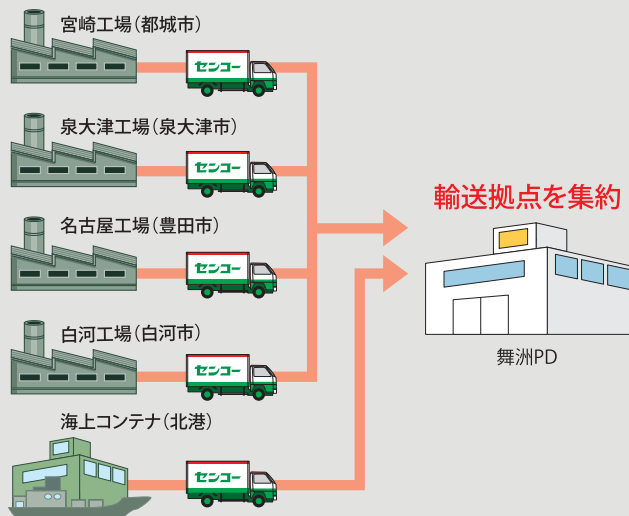 宮崎工場（都城市）
センコー
泉大津工場（泉大津市）
センコー
輸送拠点を集約
名古屋工場（豊田市）
センコー
白河工場（白河市）
舞洲PD
センコー
海上コンテナ（北港）
センコー